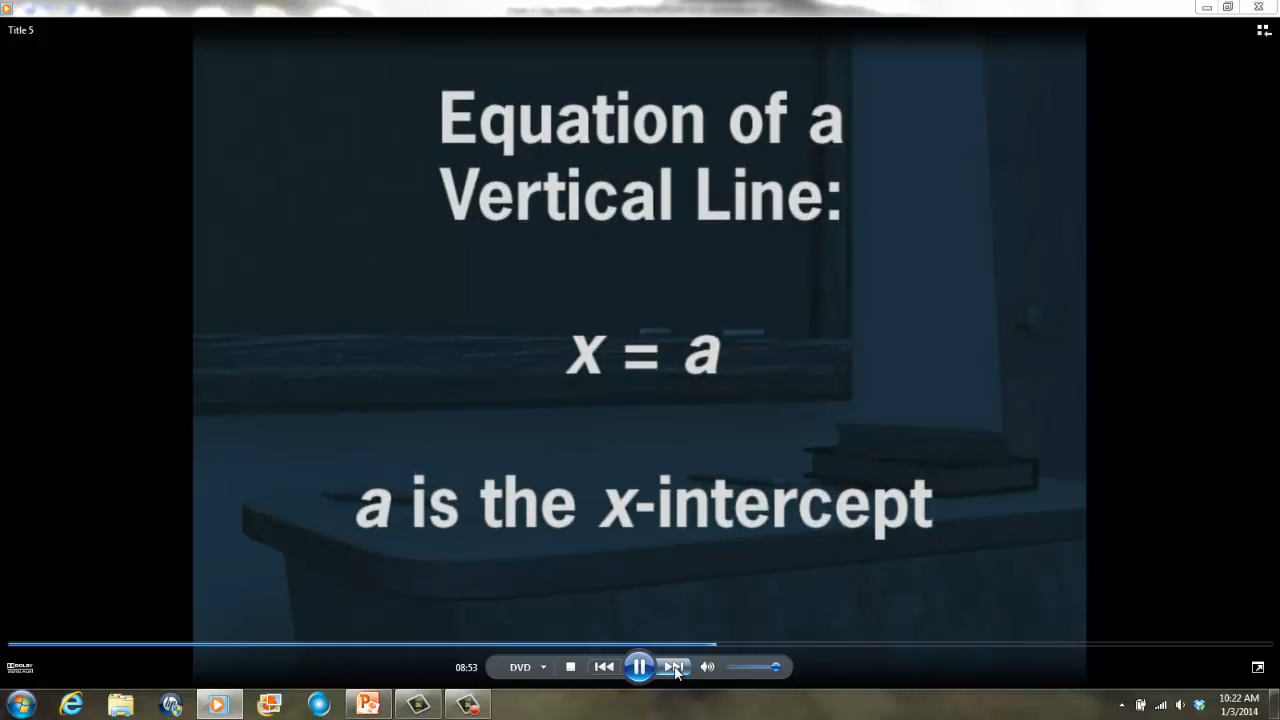 Title 5
Equation of a
Vertical Line:
x = a
a is the x-intercept
08:53
DVD
10:22 AM
1/3/2014